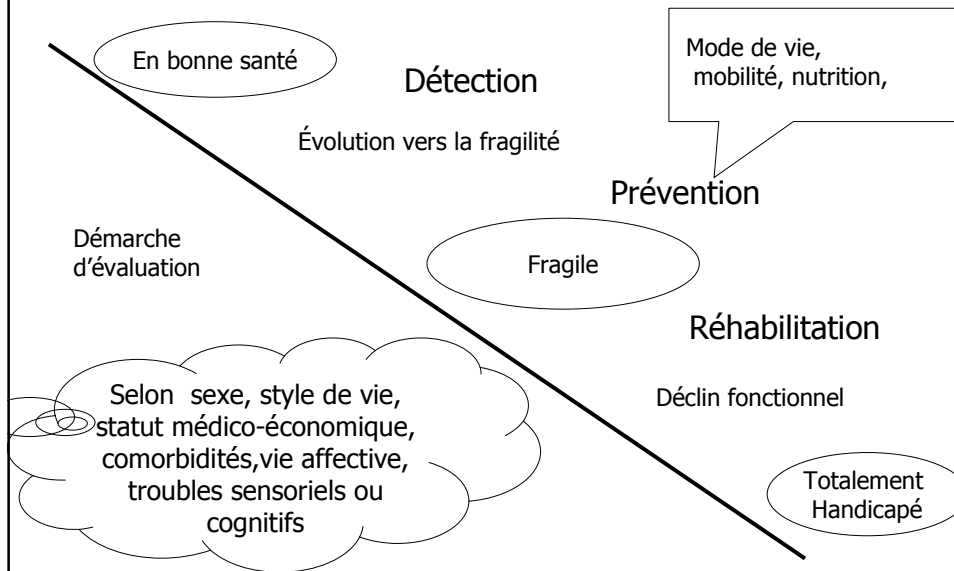 En bonne santé
Mode de vie,
mobilité, nutrition,
Détection
Évolution vers la fragilité
Prévention
Démarche
d'évaluation
Fragile
Réhabilitation
Selon  sexe, style de vie,
statut médico-économique,
comorbidités,vie affective,
troubles sensoriels ou
cognitifs
Déclin fonctionnel
Totalement
Handicapé